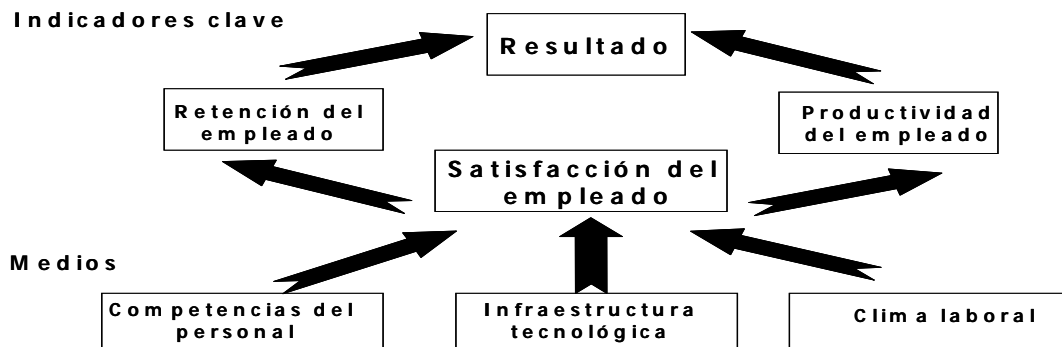 Indicadores clave
Resultado
Retención del
empleado
Productividad
del empleado
Satisfacción del
empleado
Medios
Competencias del
personal
Infraestructura
tecnológica
Clima laboral